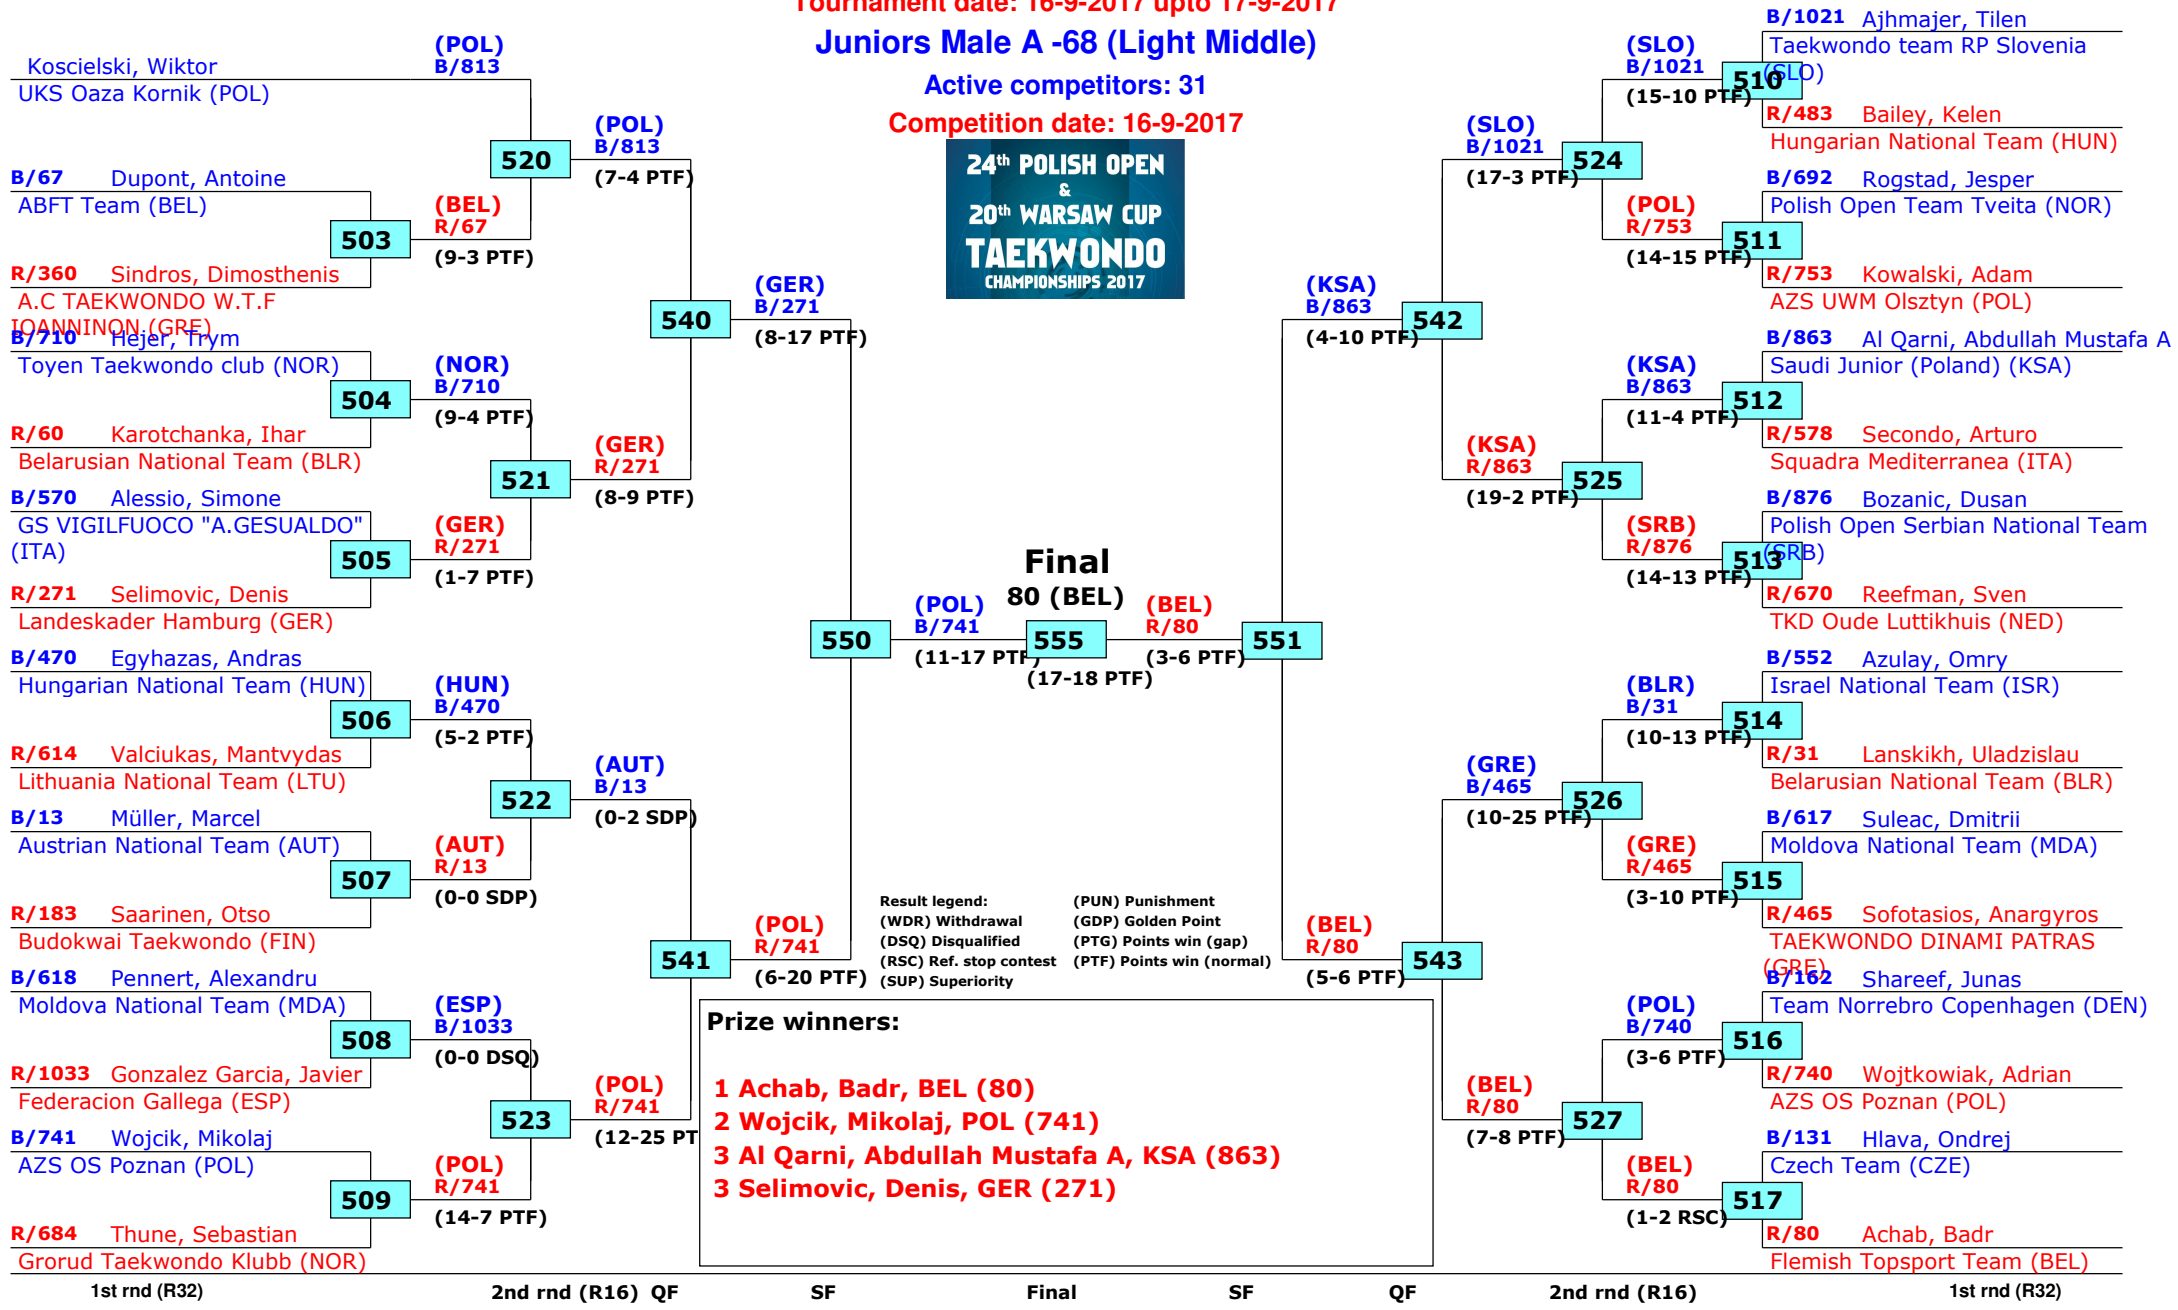 Tournament date: 16-9-2017 upto 17-9-2017
Juniors Male A -68 (Light Middle)
Active competitors: 31
Competition date: 16-9-2017
24th POLISH OPEN
&
20th WARSAW CUP
TAEKWONDO
CHAMPIONSHIPS 2017
Koscielski, Wiktor
UKS Oaza Kornik (POL)
B/67 Dupont, Antoine
ABFT Team (BEL)
503
R/360 Sindros, Dimosthenis
A.C TAEKWONDO W.T.F
IOANNINON (GRE)
B/710 Hejer, Trym
Toyen Taekwondo club (NOR)
504
R/60 Karotchanka, Ihar
Belarusian National Team (BLR)
B/570 Alessio, Simone
GS VIGILFUOCO "A.GESUALDO"
(ITA)
505
R/271 Selimovic, Denis
Landeskader Hamburg (GER)
B/470 Egyhazas, Andras
Hungarian National Team (HUN)
506
R/614 Valciukas, Mantvydas
Lithuania National Team (LTU)
B/13 Müller, Marcel
Austrian National Team (AUT)
507
R/183 Saarinen, Otso
Budokwai Taekwondo (FIN)
B/618 Pennert, Alexandru
Moldova National Team (MDA)
508
R/1033 Gonzalez Garcia, Javier
Federacion Gallega (ESP)
B/741 Wojcik, Mikolaj
AZS OS Poznan (POL)
509
R/684 Thune, Sebastian
Grorud Taekwondo Klubb (NOR)
(POL)
B/813
520
(BEL)
R/67
(9-3 PTF)
(NOR)
B/710
(9-4 PTF)
521
(GER)
R/271
(1-7 PTF)
(HUN)
B/470
(5-2 PTF)
522
(AUT)
R/13
(0-0 SDP)
(ESP)
B/1033
(0-0 DSQ)
523
(POL)
R/741
(14-7 PTF)
(POL)
B/813
(7-4 PTF)
540
(GER)
R/271
(8-9 PTF)
(AUT)
B/13
(0-2 SDP)
541
(POL)
R/741
(12-25 PT
(GER)
B/271
(8-17 PTF)
550
(POL)
R/741
(6-20 PTF)
(POL)
B/741
(11-17 PTF)
Final
80 (BEL)
555
(17-18 PTF)
(BEL)
R/80
(3-6 PTF)
551
(KSA)
B/863
(4-10 PTF)
(BEL)
R/80
(5-6 PTF)
(SLO)
B/1021
(17-3 PTF)
542
(KSA)
R/863
(19-2 PTF)
(GRE)
B/465
(10-25 PTF)
543
(BEL)
R/80
(7-8 PTF)
(SLO)
B/1021
(15-10 PTF)
524
(POL)
R/753
(14-15 PTF)
(KSA)
B/863
(11-4 PTF)
525
(SRB)
R/876
(14-13 PTF)
(BLR)
B/31
(10-13 PTF)
526
(GRE)
R/465
(3-10 PTF)
(POL)
B/740
(3-6 PTF)
527
(BEL)
R/80
(1-2 RSC)
B/1021 Ajhmajer, Tilen
Taekwondo team RP Slovenia
(SLO)
510
R/483 Bailey, Kelen
Hungarian National Team (HUN)
B/692 Rogstad, Jesper
Polish Open Team Tveita (NOR)
511
R/753 Kowalski, Adam
AZS UWM Olsztyn (POL)
B/863 Al Qarni, Abdullah Mustafa A
Saudi Junior (Poland) (KSA)
512
R/578 Secondo, Arturo
Squadra Mediterranea (ITA)
B/876 Bozanic, Dusan
Polish Open Serbian National Team
(SRB)
513
R/670 Reefman, Sven
TKD Oude Luttikhuis (NED)
B/552 Azulay, Omry
Israel National Team (ISR)
514
R/31 Lanskikh, Uladzislau
Belarusian National Team (BLR)
B/617 Suleac, Dmitrii
Moldova National Team (MDA)
515
R/465 Sofotasios, Anargyros
TAEKWONDO DINAMI PATRAS
(GRE)
B/162 Shareef, Junas
Team Norrebro Copenhagen (DEN)
516
R/740 Wojtkowiak, Adrian
AZS OS Poznan (POL)
B/131 Hlava, Ondrej
Czech Team (CZE)
517
R/80 Achab, Badr
Flemish Topsport Team (BEL)
Result legend: (PUN) Punishment
(WDR) Withdrawal (GDP) Golden Point
(DSQ) Disqualified (PTG) Points win (gap)
(RSC) Ref. stop contest (PTF) Points win (normal)
(SUP) Superiority
Prize winners:
1 Achab, Badr, BEL (80)
2 Wojcik, Mikolaj, POL (741)
3 Al Qarni, Abdullah Mustafa A, KSA (863)
3 Selimovic, Denis, GER (271)
1st rnd (R32) 2nd rnd (R16) QF SF Final SF QF 2nd rnd (R16) 1st rnd (R32)